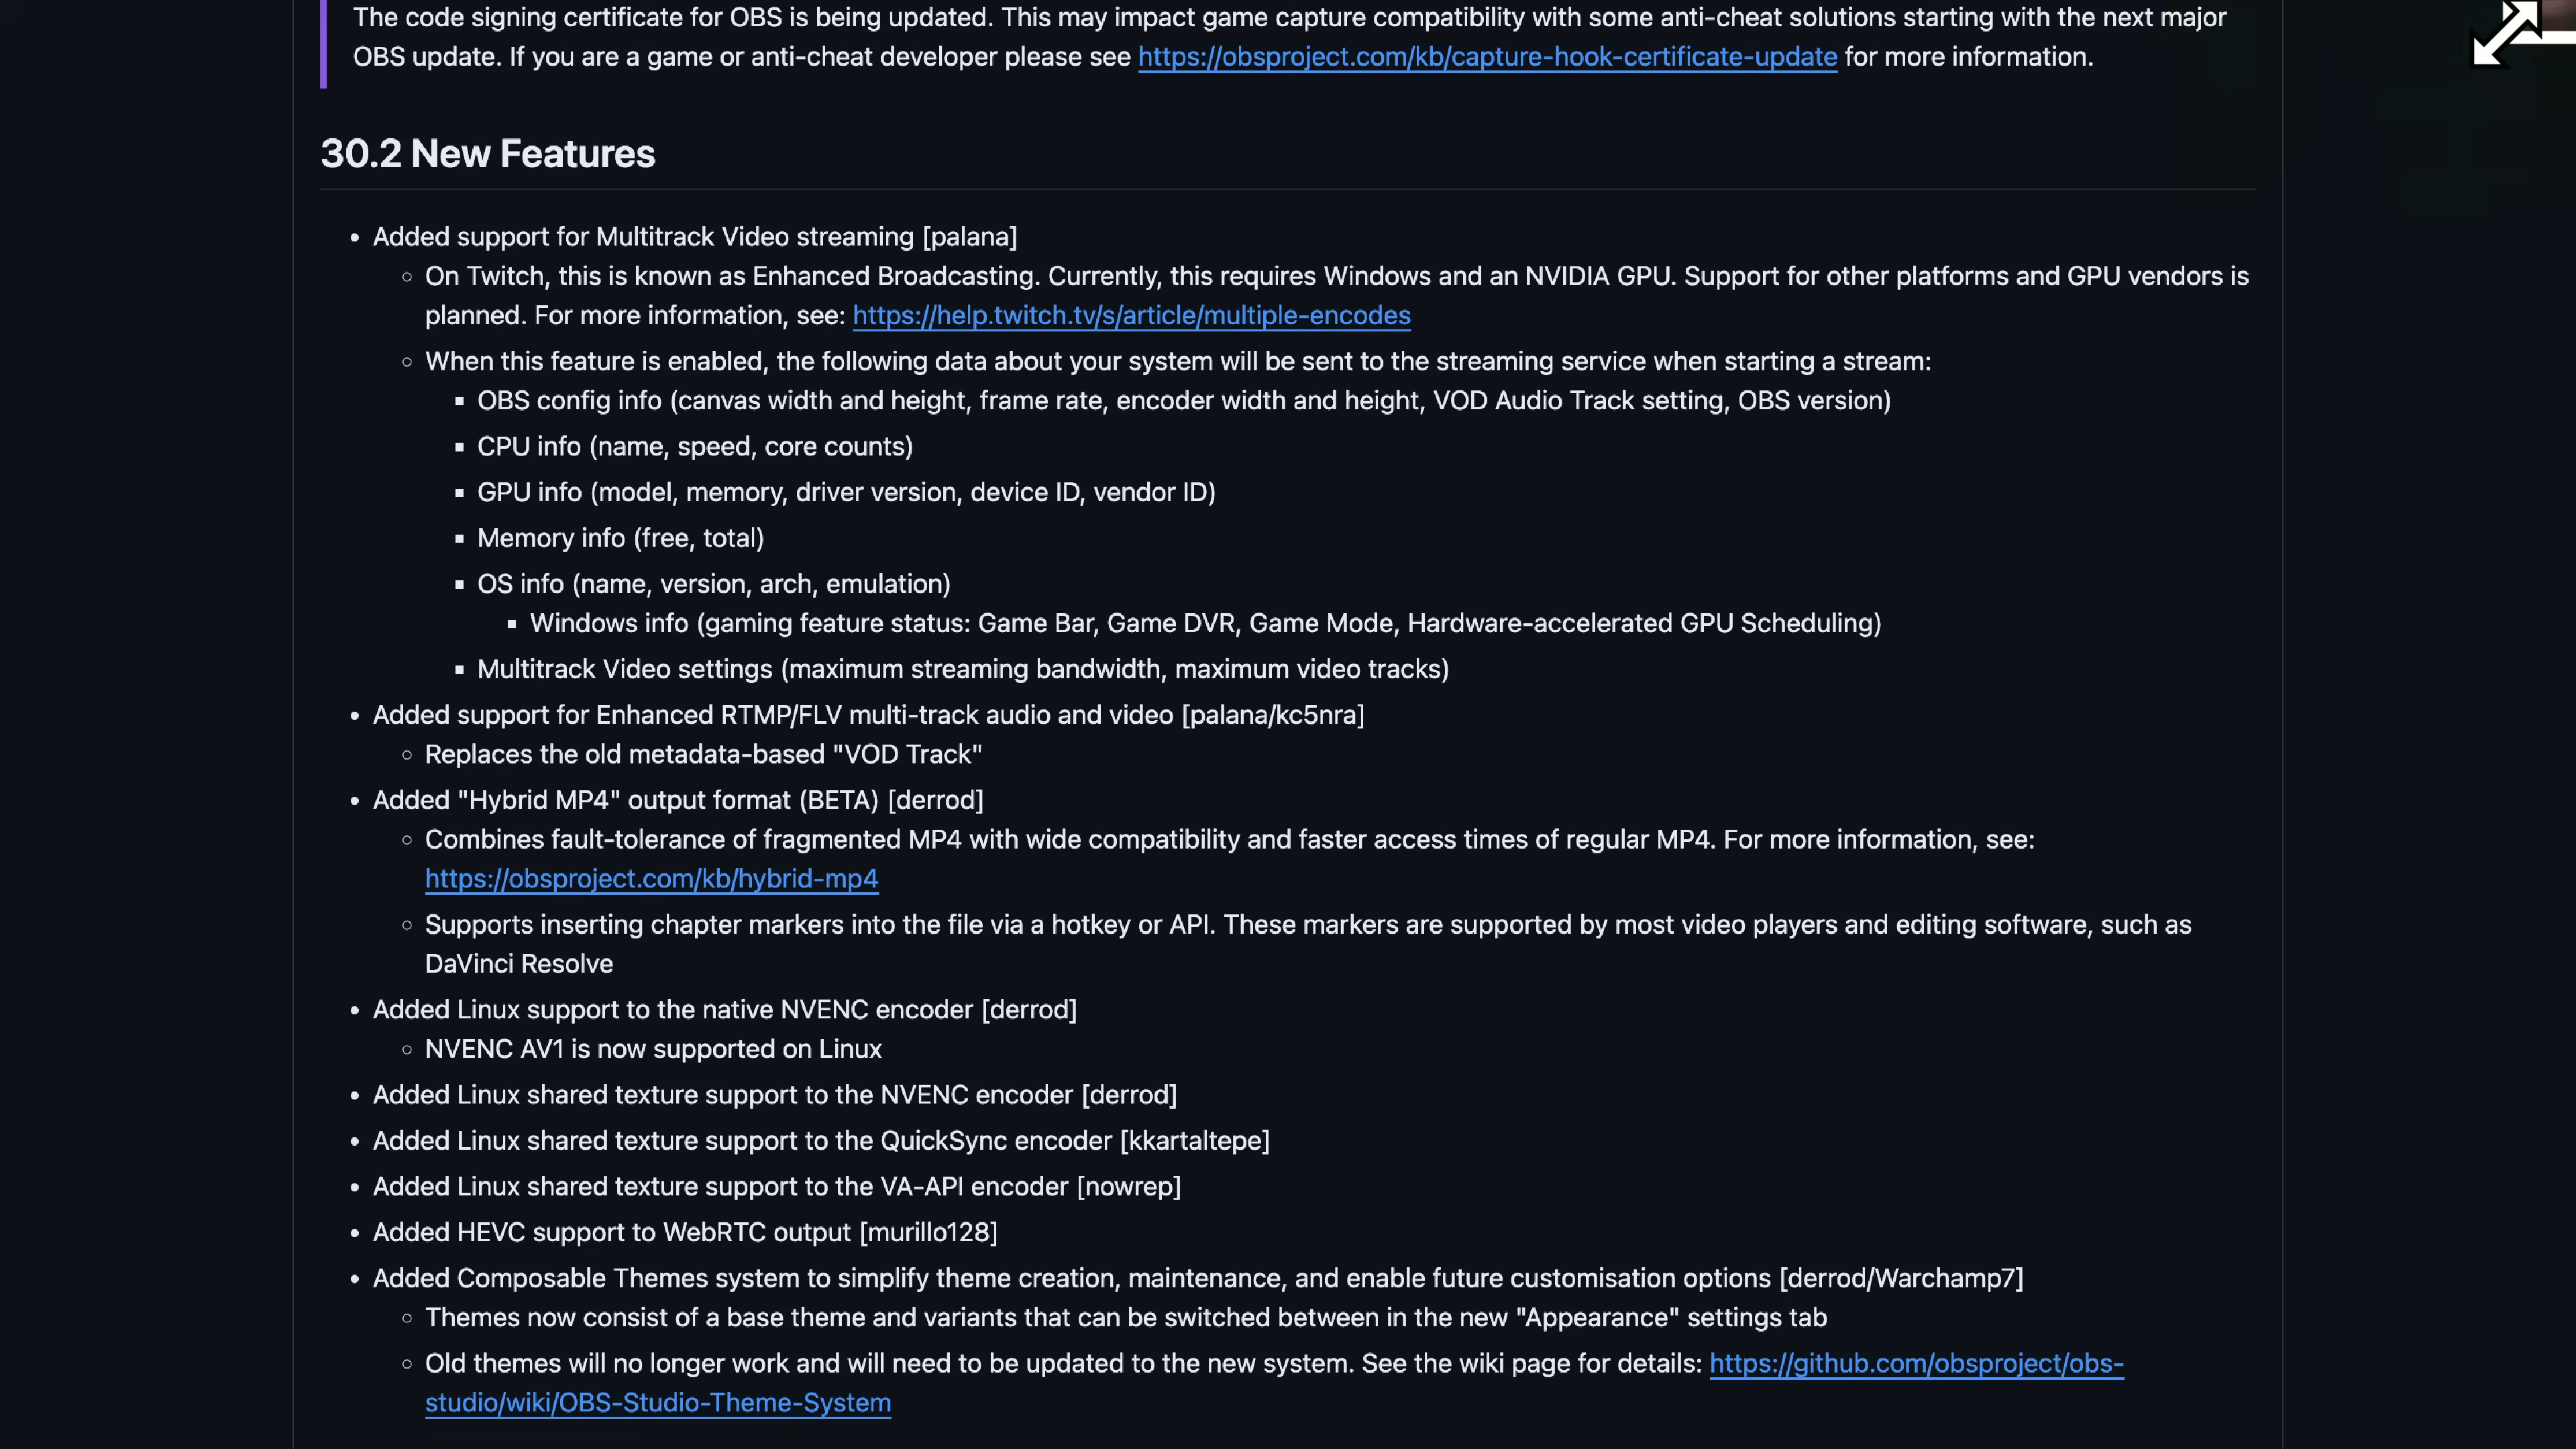 The code signing certificate for OBS is being updated. This may impact game capture compatibility with some anti-cheat solutions starting with the next major
OBS update. If you are a game or anti-cheat developer please see https://obsproject.com/kb/capture-hook-certificate-update for more information.
30.2 New Features
• Added support for Multitrack Video streaming [palana]
◦ On Twitch, this is known as Enhanced Broadcasting. Currently, this requires Windows and an NVIDIA GPU. Support for other platforms and GPU vendors is
planned. For more information, see: https://help.twitch.tv/s/article/multiple-encodes
◦ When this feature is enabled, the following data about your system will be sent to the streaming service when starting a stream:
▪ OBS config info (canvas width and height, frame rate, encoder width and height, VOD Audio Track setting, OBS version)
▪ CPU info (name, speed, core counts)
▪ GPU info (model, memory, driver version, device ID, vendor ID)
▪ Memory info (free, total)
▪ OS info (name, version, arch, emulation)
▪ Windows info (gaming feature status: Game Bar, Game DVR, Game Mode, Hardware-accelerated GPU Scheduling)
▪ Multitrack Video settings (maximum streaming bandwidth, maximum video tracks)
• Added support for Enhanced RTMP/FLV multi-track audio and video [palana/kc5nra]
◦ Replaces the old metadata-based "VOD Track"
• Added "Hybrid MP4" output format (BETA) [derrod]
◦ Combines fault-tolerance of fragmented MP4 with wide compatibility and faster access times of regular MP4. For more information, see:
https://obsproject.com/kb/hybrid-mp4
◦ Supports inserting chapter markers into the file via a hotkey or API. These markers are supported by most video players and editing software, such as
DaVinci Resolve
• Added Linux support to the native NVENC encoder [derrod]
◦ NVENC AV1 is now supported on Linux
• Added Linux shared texture support to the NVENC encoder [derrod]
• Added Linux shared texture support to the QuickSync encoder [kkartaltepe]
• Added Linux shared texture support to the VA-API encoder [nowrep]
• Added HEVC support to WebRTC output [murillo128]
• Added Composable Themes system to simplify theme creation, maintenance, and enable future customisation options [derrod/Warchamp7]
◦ Themes now consist of a base theme and variants that can be switched between in the new "Appearance" settings tab
◦ Old themes will no longer work and will need to be updated to the new system. See the wiki page for details: https://github.com/obsproject/obs-
studio/wiki/OBS-Studio-Theme-System